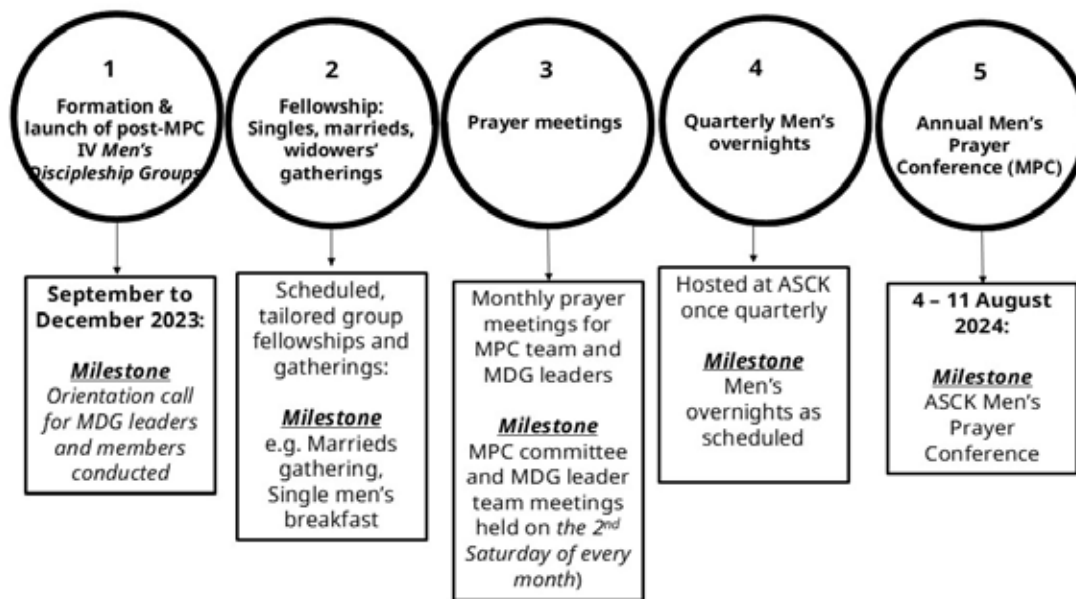 1
Formation &
launch of post-MPC
IV Men's
Discipleship Groups
2
Fellowship:
Singles, marrieds,
widowers'
gatherings
3
Prayer meetings
4
Quarterly Men's
overnights
5
Annual Men's
Prayer
Conference (MPC)
September to
December 2023:
Milestone
Orientation call
for MDG leaders
and members
conducted
Scheduled,
tailored group
fellowships and
gatherings:
Milestone
e.g. Marrieds
gathering,
Single men's
breakfast
Monthly prayer
meetings for
MPC team and
MDG leaders
Milestone
MPC committee
and MDG leader
team meetings
held on the 2nd
Saturday of every
month)
Hosted at ASCK
once quarterly
Milestone
Men's
overnights as
scheduled
4 – 11 August
2024:
Milestone
ASCK Men's
Prayer
Conference